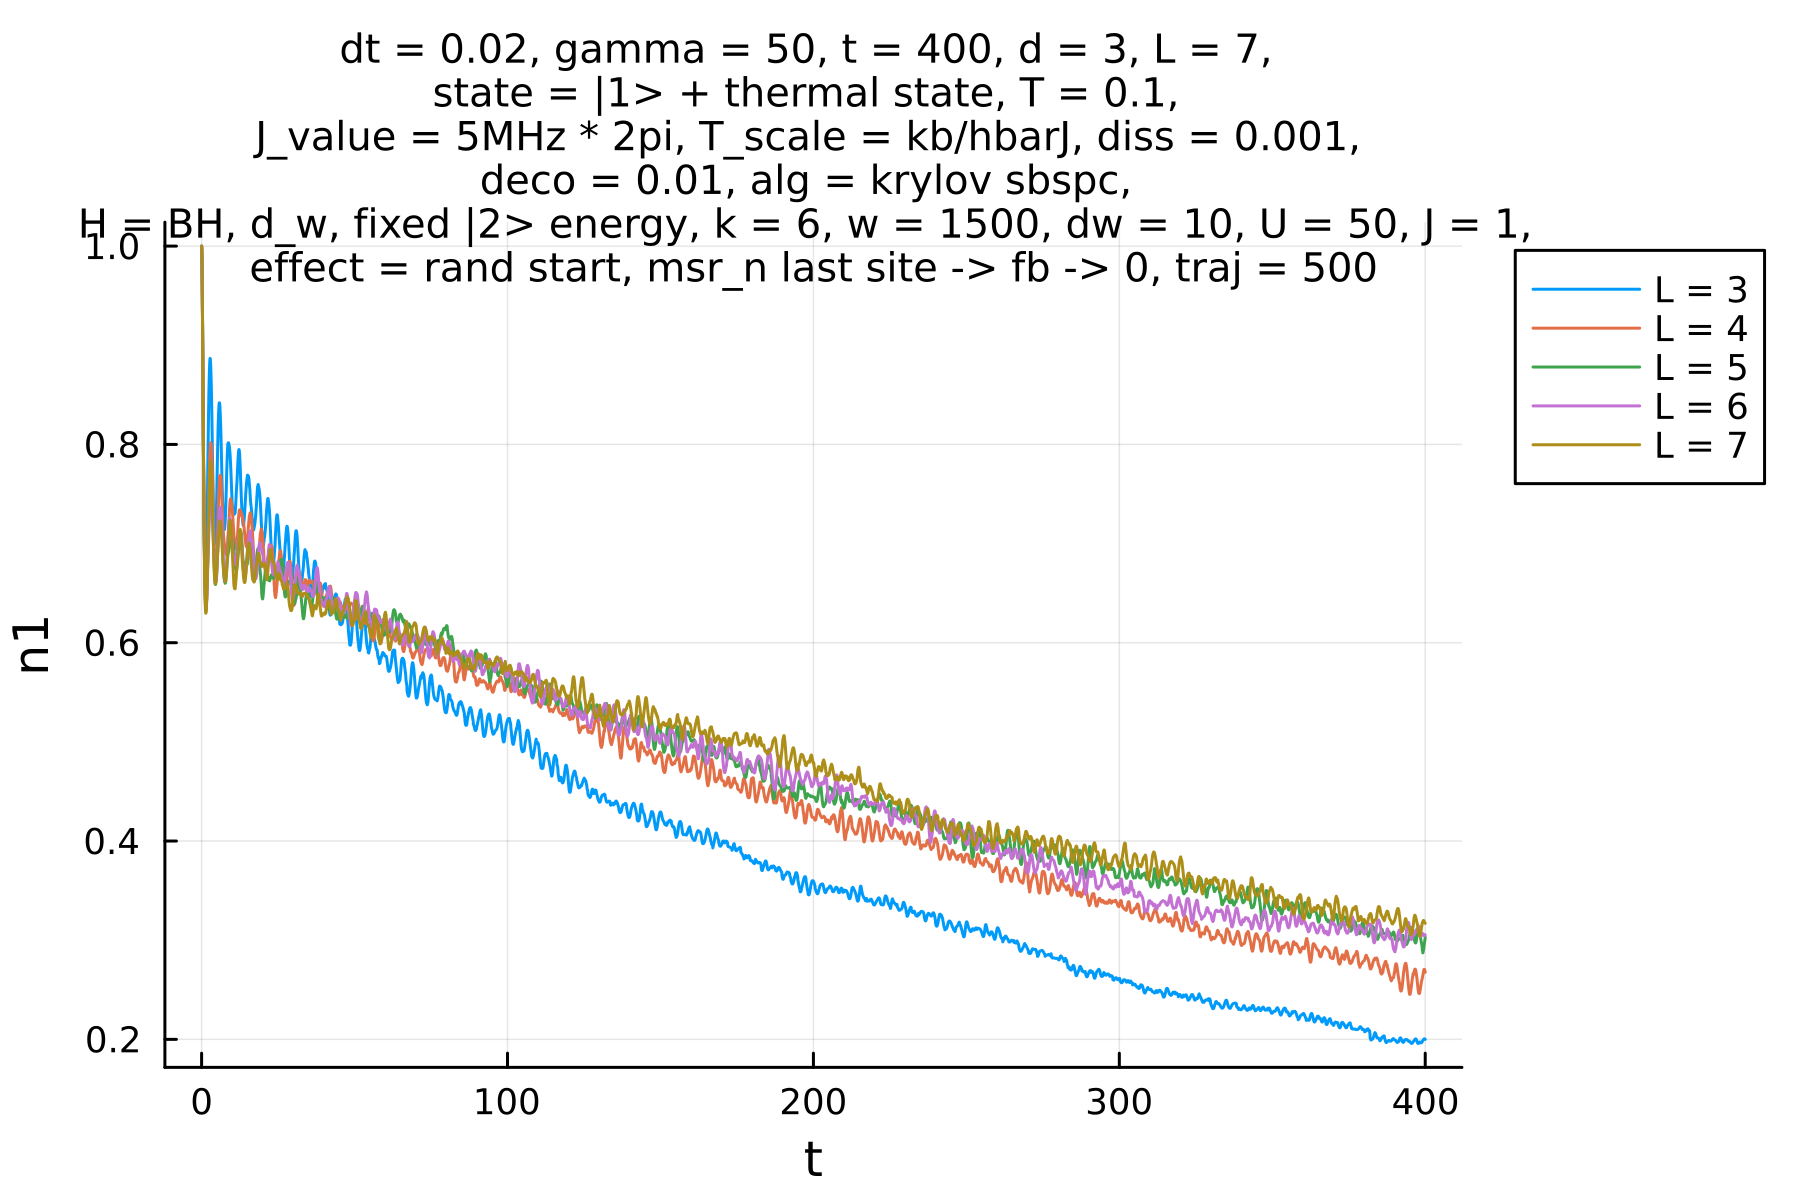 dt = 0.02, gamma = 50, t = 400, d = 3, L = 7,
state = |1> + thermal state, T = 0.1,
J_value = 5MHz * 2pi, T_scale = kb/hbarJ, diss = 0.001,
deco = 0.01, alg = krylov sbspc,
H = BH, d_w, fixed |2> energy, k = 6, w = 1500, dw = 10, U = 50, J = 1,
effect = rand start, msr_n last site -> fb -> 0, traj = 500
1.0
0.8
0.6
0.4
0.2
n1
0 100 200 300 400
t
L = 3
L = 4
L = 5
L = 6
L = 7